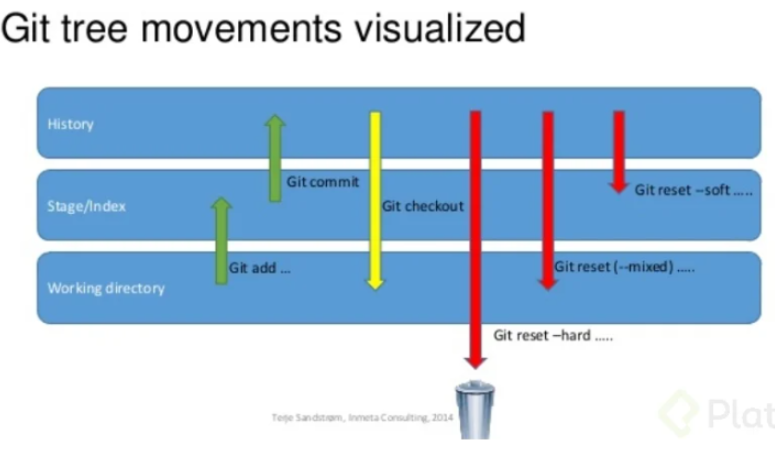 Git tree movements visualized
History
Git commit
Git reset –soft .....
Stage/Index
Git checkout
Git add ...
Git reset (--mixed) .....
Working directory
Git reset –hard .....
Terje Sandstrøm, Inmeta Consulting, 2014
Plat